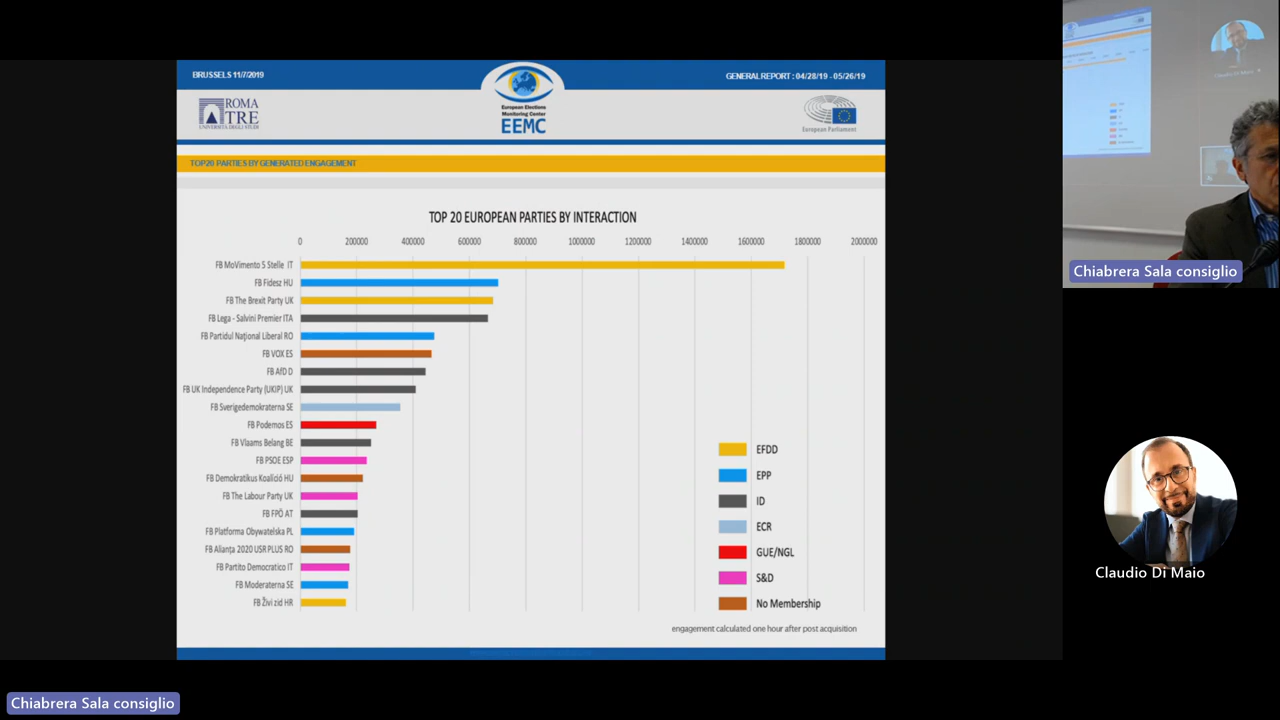 BRUSSELS 11/7/2019
GENERAL REPORT : 04/28/19 - 05/26/19
ROMA
TRE
UNIVERSITÀ DEGLI STUDI
European Elections
Monitoring Center
EEMC
European Parliament
TOP20 PARTIES BY GENERATED ENGAGEMENT
TOP 20 EUROPEAN PARTIES BY INTERACTION
0 200000 400000 600000 800000 1000000 1200000 1400000 1600000 1800000 2000000
FB MoVimento 5 Stelle IT
FB Fidesz HU
FB The Brexit Party UK
FB Lega - Salvini Premier ITA
FB Partidul Național Liberal RO
FB VOX ES
FB AfD D
FB UK Independence Party (UKIP) UK
FB Sverigedemokraterna SE
FB Podemos ES
FB Vlaams Belang BE
FB PSOE ESP
FB Demokratikus Koalíció HU
FB The Labour Party UK
FB FPÖ AT
FB Platforma Obywatelska PL
FB Alianța 2020 USR PLUS RO
FB Partito Democratico IT
FB Moderaterna SE
FB Živi zid HR
EFDD
EPP
ID
ECR
GUE/NGL
S&D
No Membership
engagement calculated one hour after post acquisition
Chiabrera Sala consiglio
Claudio Di Maio
Chiabrera Sala consiglio